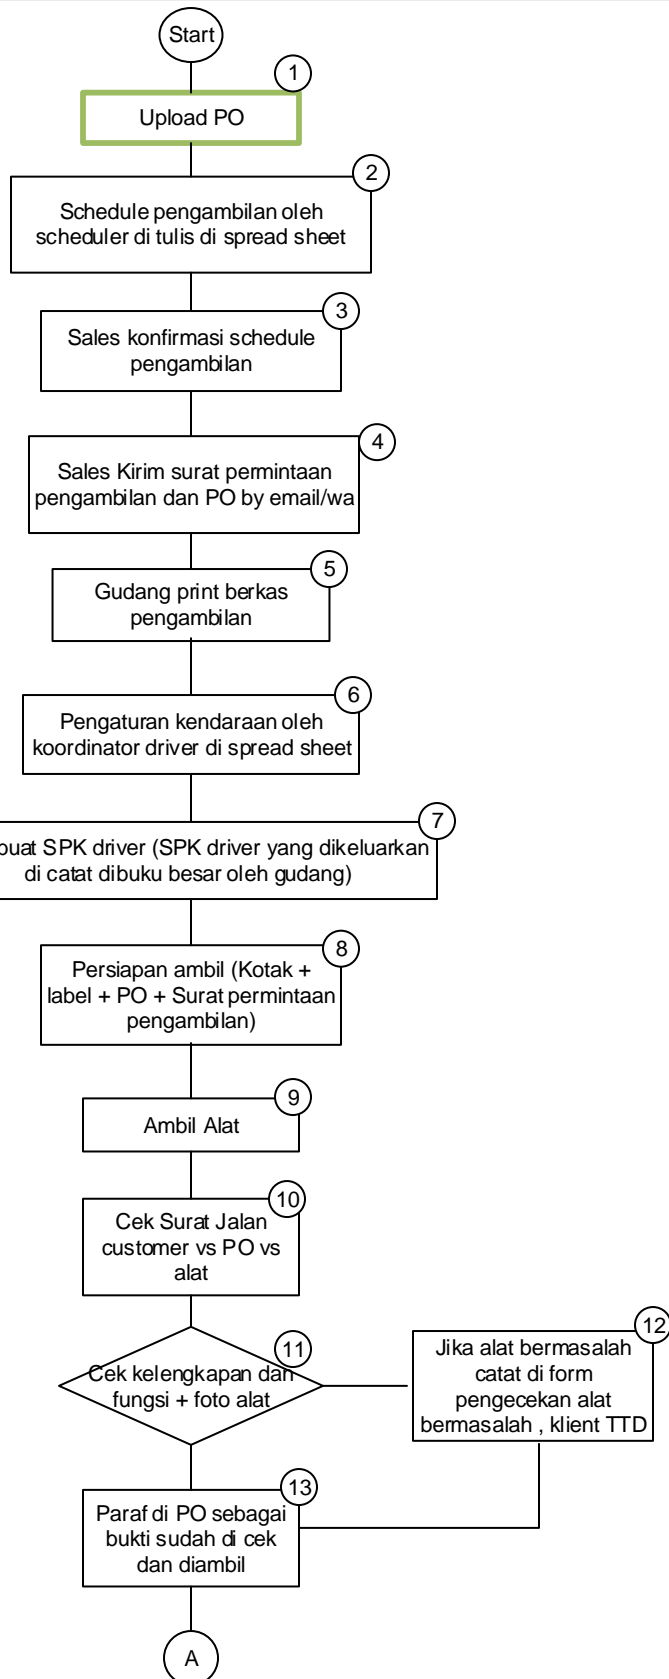 Start
1
Upload PO
2
Schedule pengambilan oleh
scheduler di tulis di spread sheet
3
Sales konfirmasi schedule
pengambilan
4
Sales Kirim surat permintaan
pengambilan dan PO by email/wa
5
Gudang print berkas
pengambilan
6
Pengaturan kendaraan oleh
koordinator driver di spread sheet
7
buat SPK driver (SPK driver yang dikeluarkan
di catat dibuku besar oleh gudang)
8
Persiapan ambil (Kotak +
label + PO + Surat permintaan
pengambilan)
9
Ambil Alat
10
Cek Surat Jalan
customer vs PO vs
alat
11
Cek kelengkapan dan
fungsi + foto alat
12
Jika alat bermasalah
catat di form
pengecekan alat
bermasalah , klient TTD
13
Paraf di PO sebagai
bukti sudah di cek
dan diambil
A